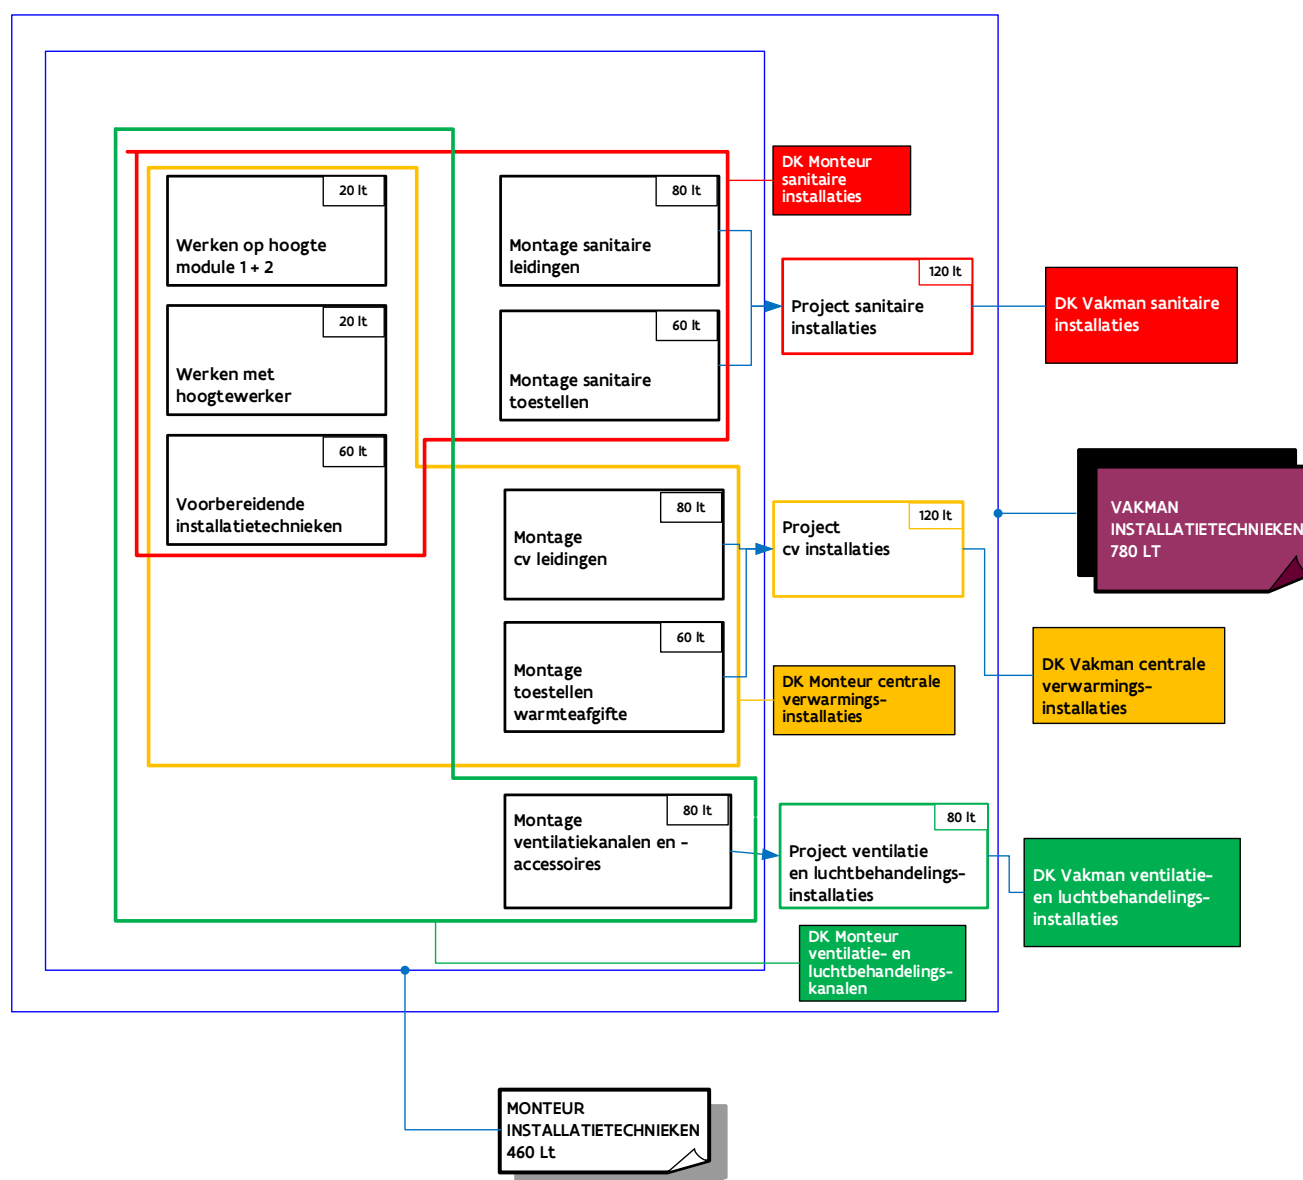 DK Monteur
sanitaire
installaties
20 lt
Werken op hoogte
module 1 + 2
80 lt
Montage sanitaire
leidingen
120 lt
Project sanitaire
installaties
DK Vakman sanitaire
installaties
20 lt
Werken met
hoogtewerker
60 lt
Montage sanitaire
toestellen
60 lt
Voorbereidende
installatietechnieken
80 lt
Montage
cv leidingen
120 lt
Project
cv installaties
VAKMAN
INSTALLATIETECHNIEKEN
780 LT
60 lt
Montage
toestellen
warmteafgifte
DK Monteur centrale
verwarmings-
installaties
DK Vakman centrale
verwarmings-
installaties
80 lt
Montage
ventilatiekanalen en -
accessoires
80 lt
Project ventilatie
en luchtbehandelings-
installaties
DK Vakman ventilatie-
en luchtbehandelings-
installaties
DK Monteur
ventilatie- en
luchtbehandelings-
kanalen
MONTEUR
INSTALLATIETECHNIEKEN
460 Lt